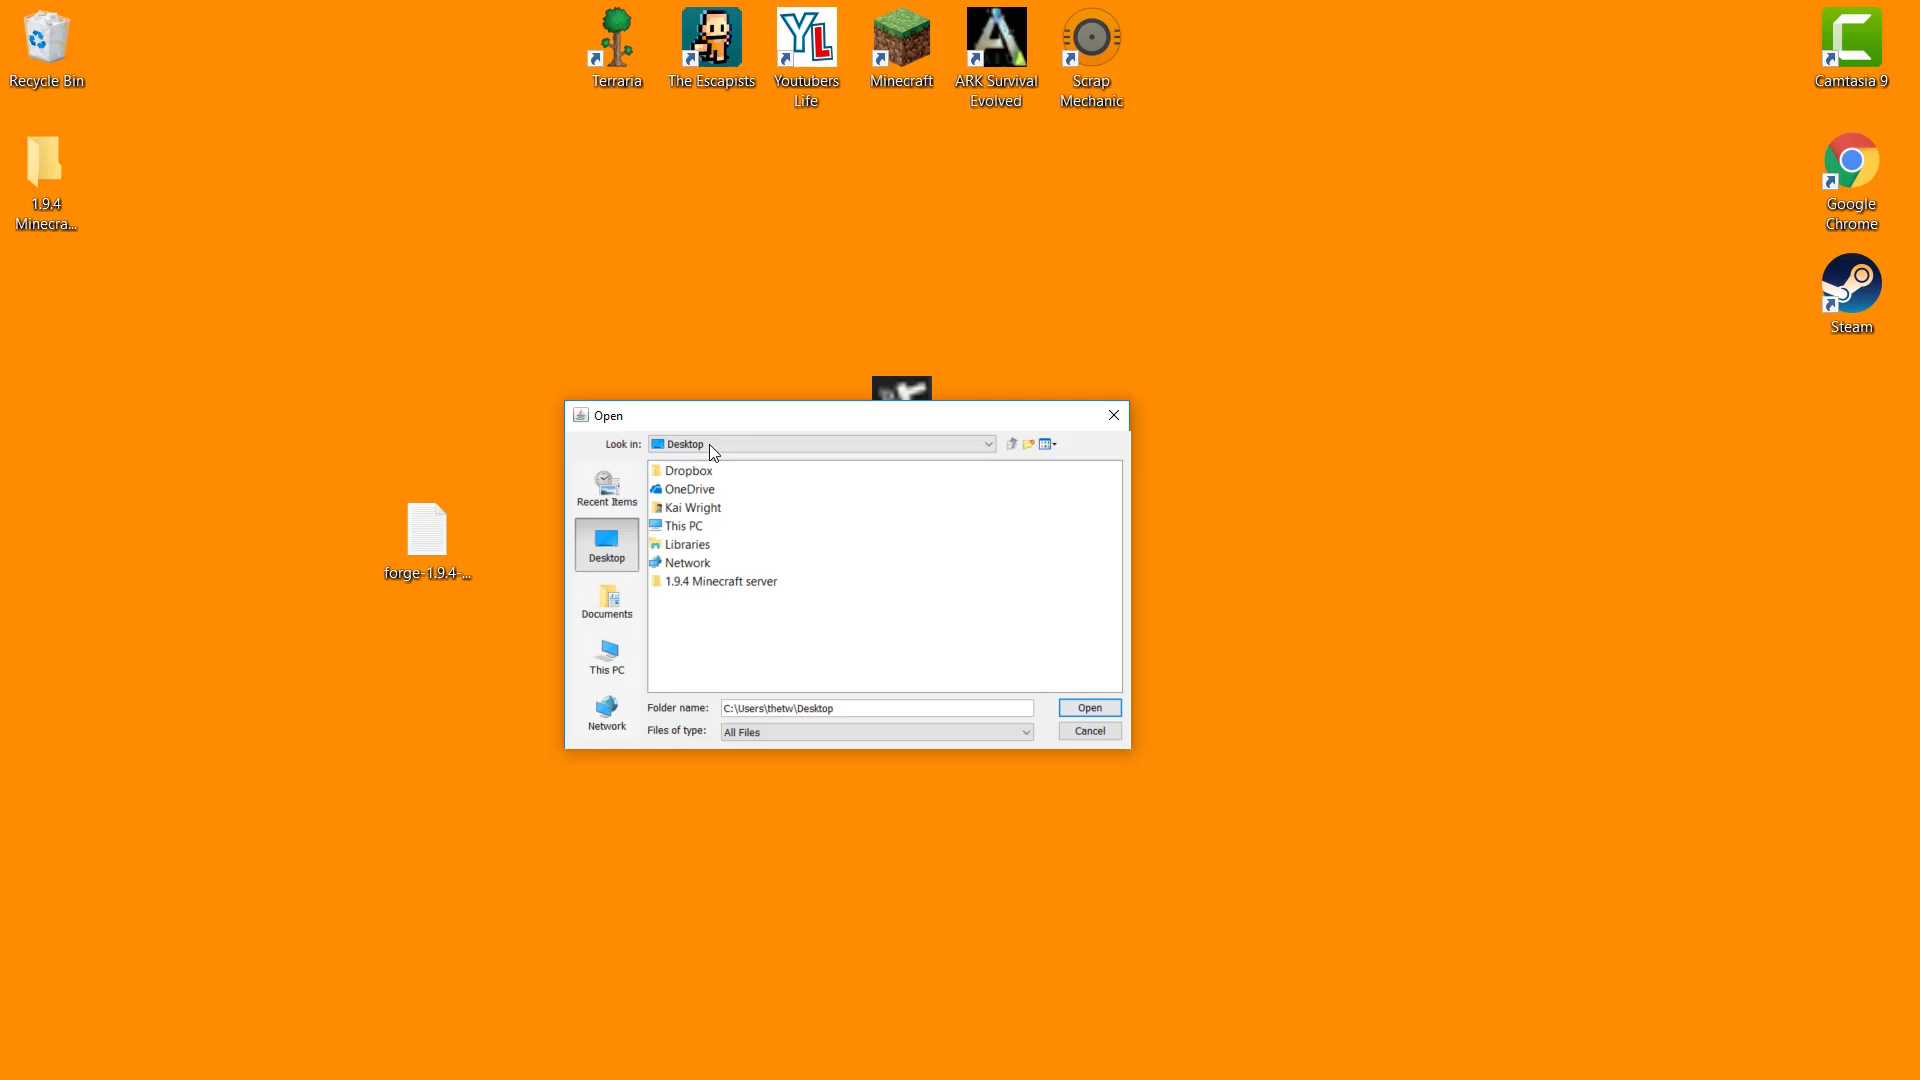 Recycle Bin
Terraria
The Escapists
Youtubers
Life
Minecraft
ARK Survival
Evolved
Scrap
Mechanic
Camtasia 9
1.9.4
Minecra...
Google
Chrome
Steam
forge-1.9.4-...
Open
Look in:
Desktop
Recent Items
Desktop
Documents
This PC
Network
Dropbox
OneDrive
Kai Wright
This PC
Libraries
Network
1.9.4 Minecraft server
Folder name:
C:\Users\thetw\Desktop
Open
Files of type:
All Files
Cancel